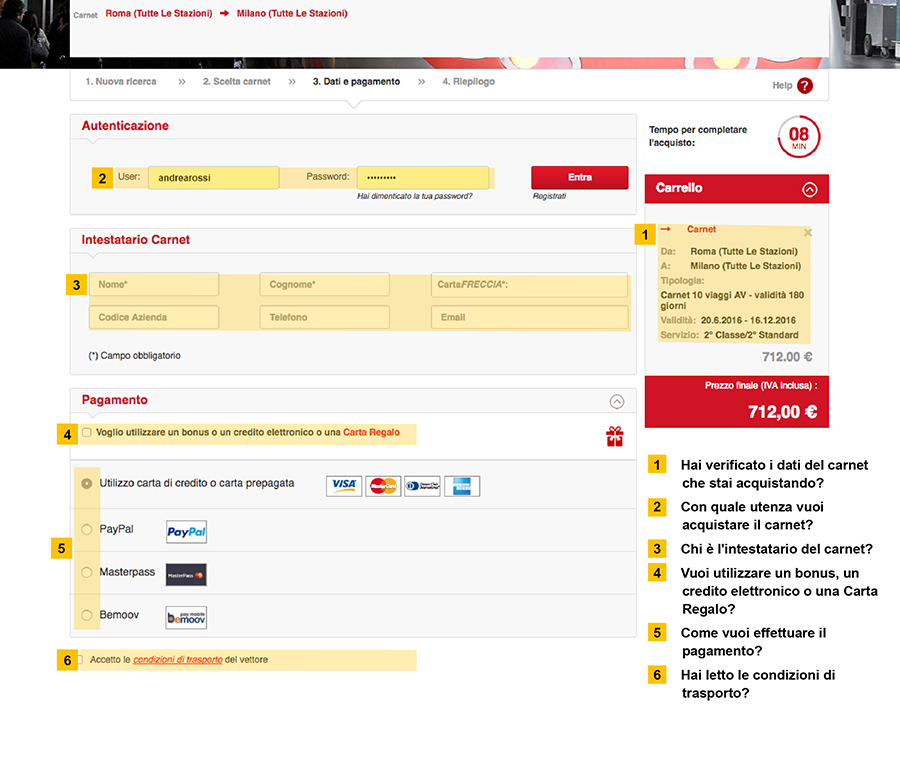 Carnet Roma (Tutte Le Stazioni) → Milano (Tutte Le Stazioni)
1. Nuova ricerca » 2. Scelta carnet » 3. Dati e pagamento » 4. Riepilogo
Help ?
Autenticazione
2 User: andrearossi Password: ········· Entra
Hai dimenticato la tua password? Registrati
Intestatario Carnet
3 Nome* Cognome* CartaFRECCIA*:
Codice Azienda Telefono Email
(*) Campo obbligatorio
Pagamento
4 Voglio utilizzare un bonus o un credito elettronico o una Carta Regalo
Utilizzo carta di credito o carta prepagata VISA MasterCard Diners Club International AMERICAN EXPRESS
PayPal PayPal
5
Masterpass MasterPass
Bemoov pay mobile bemoov
6 Accetto le condizioni di trasporto del vettore
Tempo per completare
l'acquisto:
08
MIN
Carrello
1 → Carnet ×
Da: Roma (Tutte Le Stazioni)
A: Milano (Tutte Le Stazioni)
Tipologia:
Carnet 10 viaggi AV - validità 180
giorni
Validità: 20.6.2016 - 16.12.2016
Servizio: 2° Classe/2° Standard
712.00 €
Prezzo finale (IVA inclusa) :
712,00 €
1 Hai verificato i dati del carnet
che stai acquistando?
2 Con quale utenza vuoi
acquistare il carnet?
3 Chi è l'intestatario del carnet?
4 Vuoi utilizzare un bonus, un
credito elettronico o una Carta
Regalo?
5 Come vuoi effettuare il
pagamento?
6 Hai letto le condizioni di
trasporto?